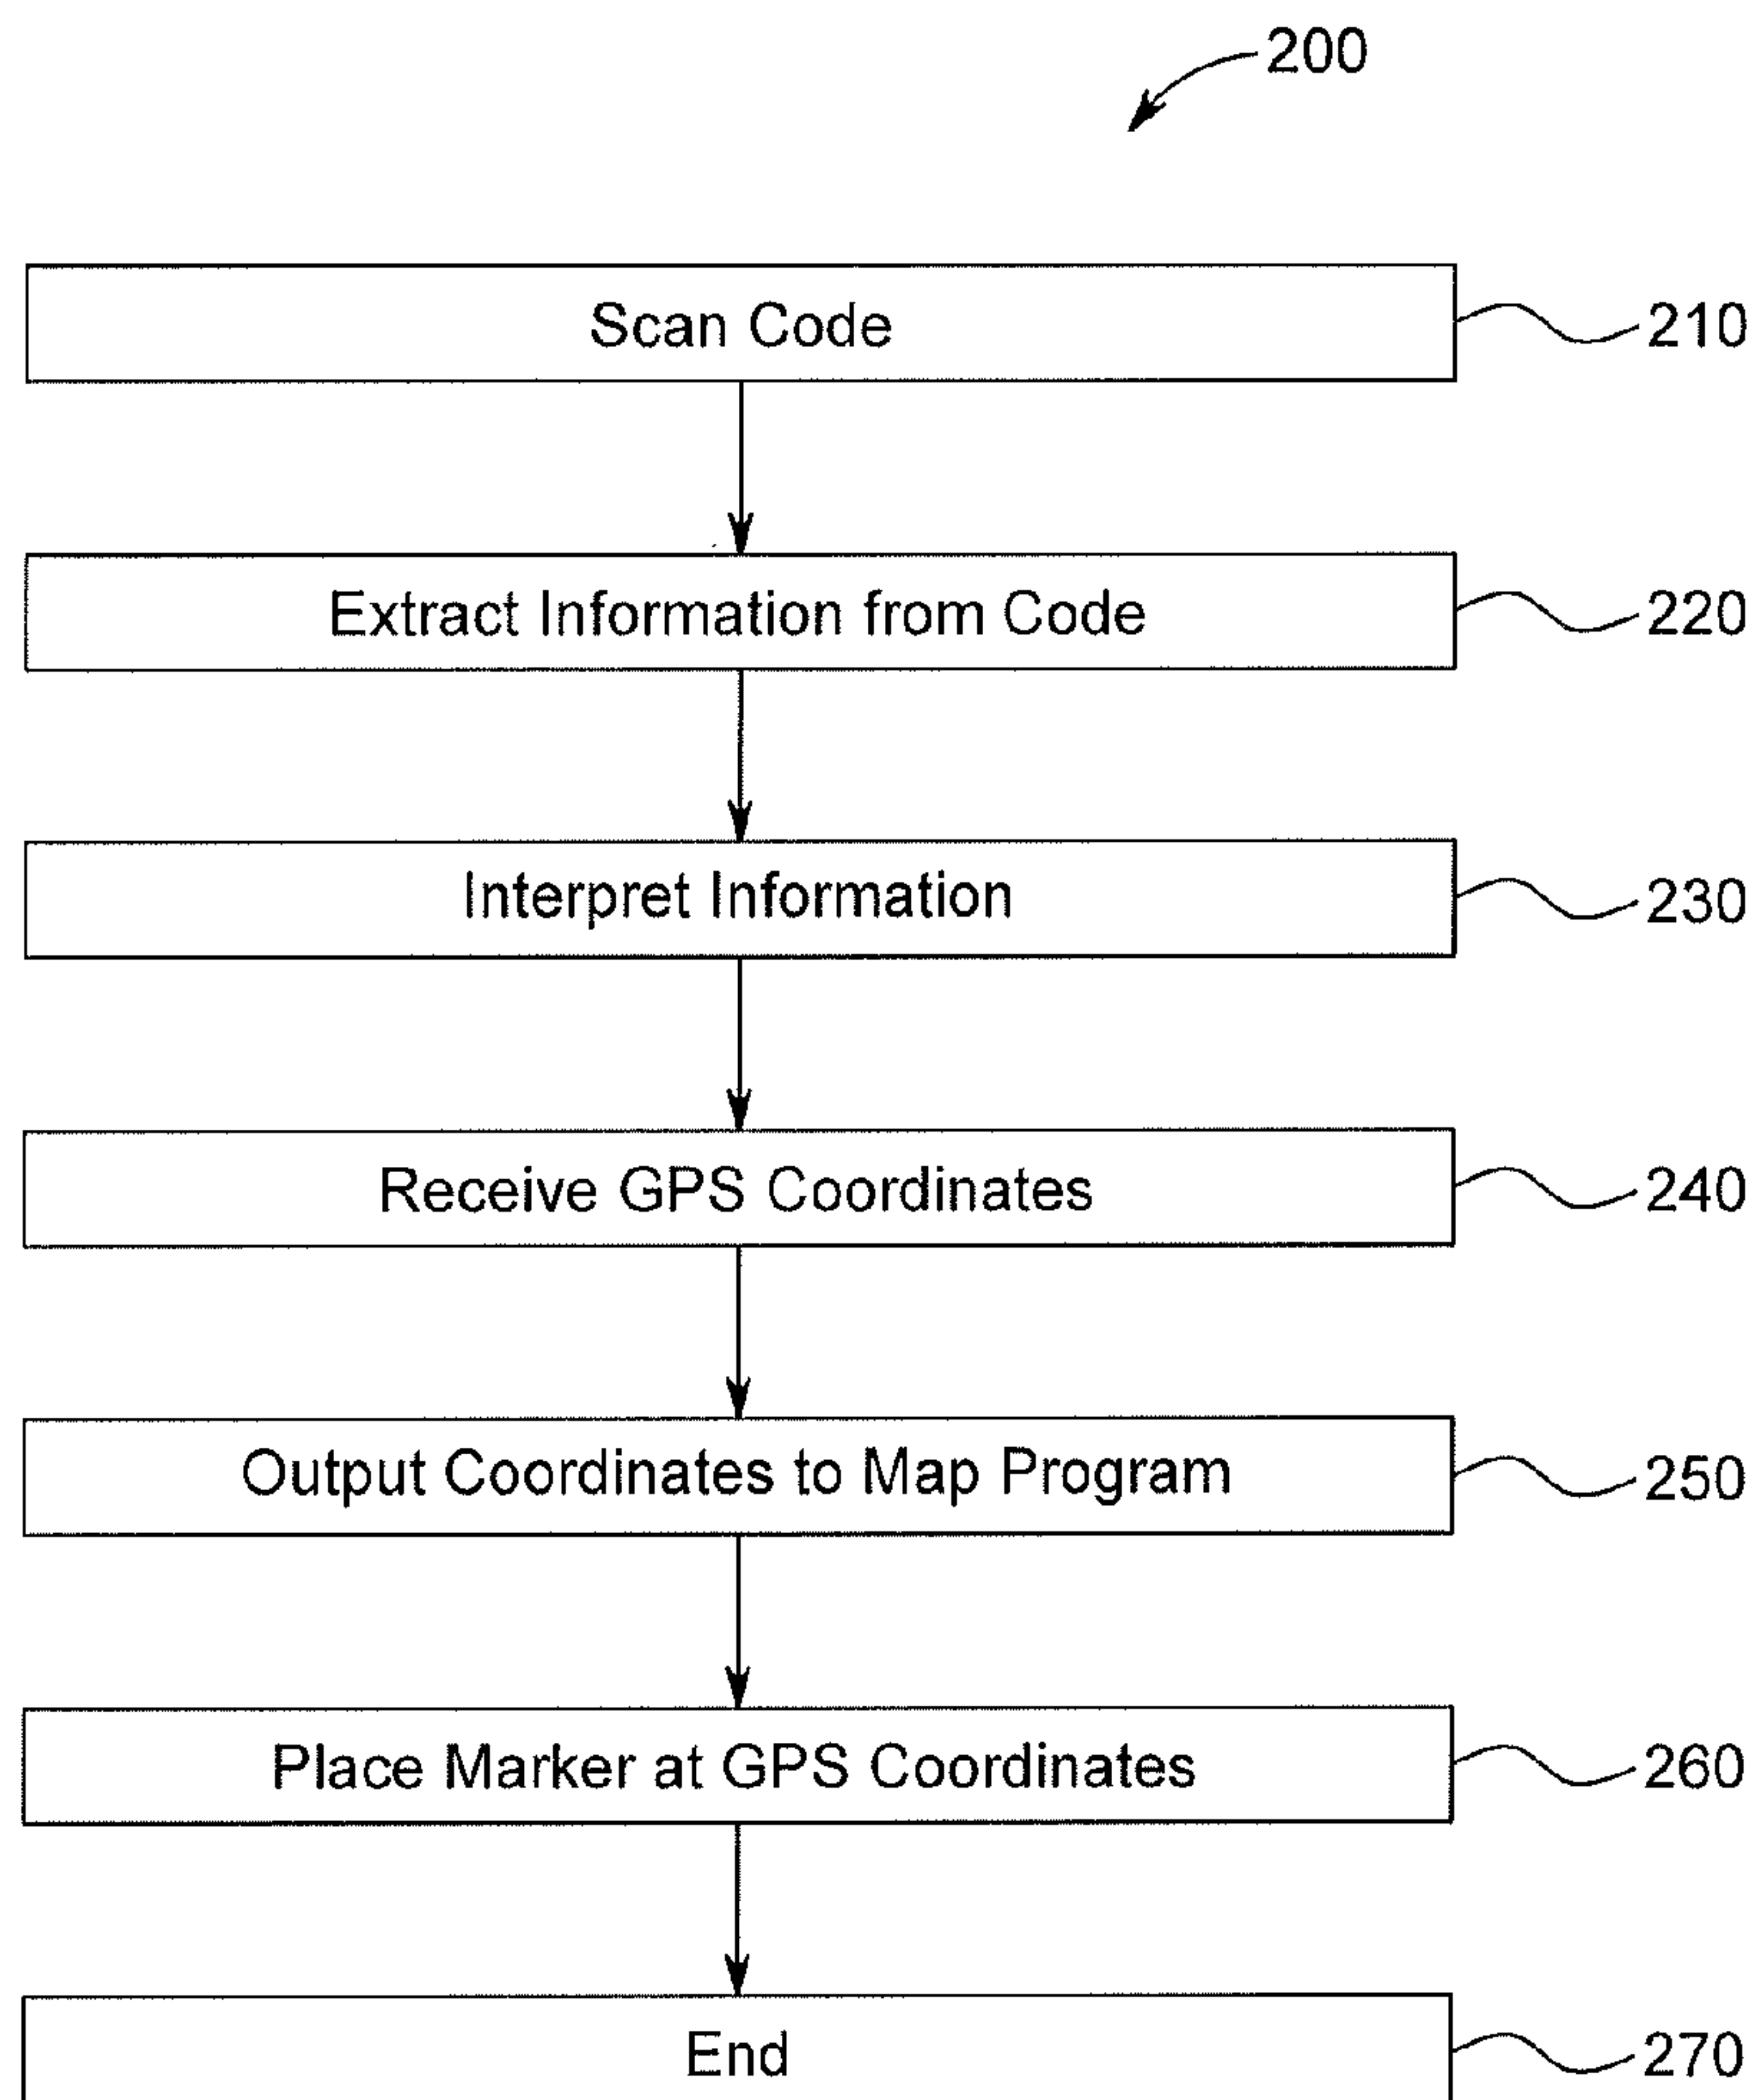 200
Scan Code 210
Extract Information from Code 220
Interpret Information 230
Receive GPS Coordinates 240
Output Coordinates to Map Program 250
Place Marker at GPS Coordinates 260
End 270